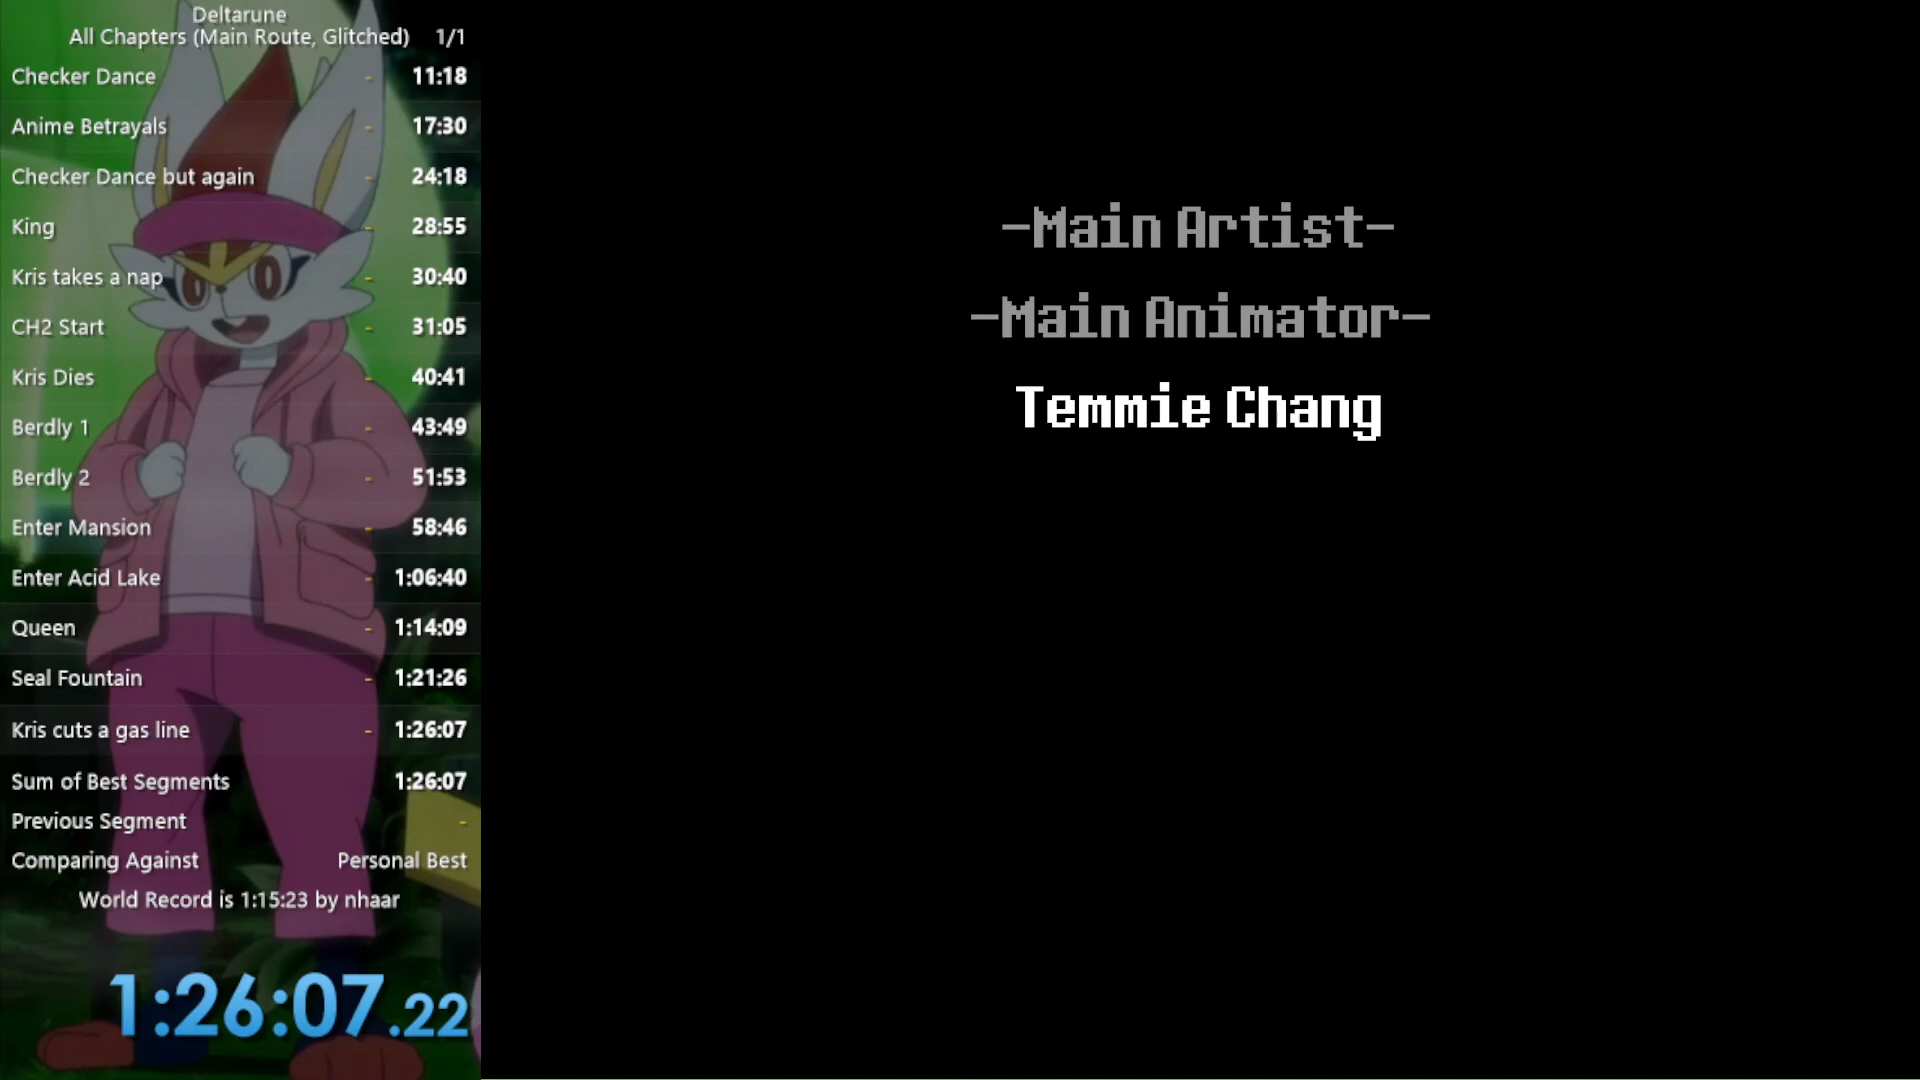 Deltarune
All Chapters (Main Route, Glitched) 1/1
Checker Dance - 11:18
Anime Betrayals - 17:30
Checker Dance but again - 24:18
King - 28:55
Kris takes a nap - 30:40
CH2 Start - 31:05
Kris Dies - 40:41
Berdly 1 - 43:49
Berdly 2 - 51:53
Enter Mansion - 58:46
Enter Acid Lake - 1:06:40
Queen - 1:14:09
Seal Fountain - 1:21:26
Kris cuts a gas line - 1:26:07
Sum of Best Segments 1:26:07
Previous Segment -
Comparing Against Personal Best
World Record is 1:15:23 by nhaar
1:26:07.22
-Main Artist-
-Main Animator-
Temmie Chang